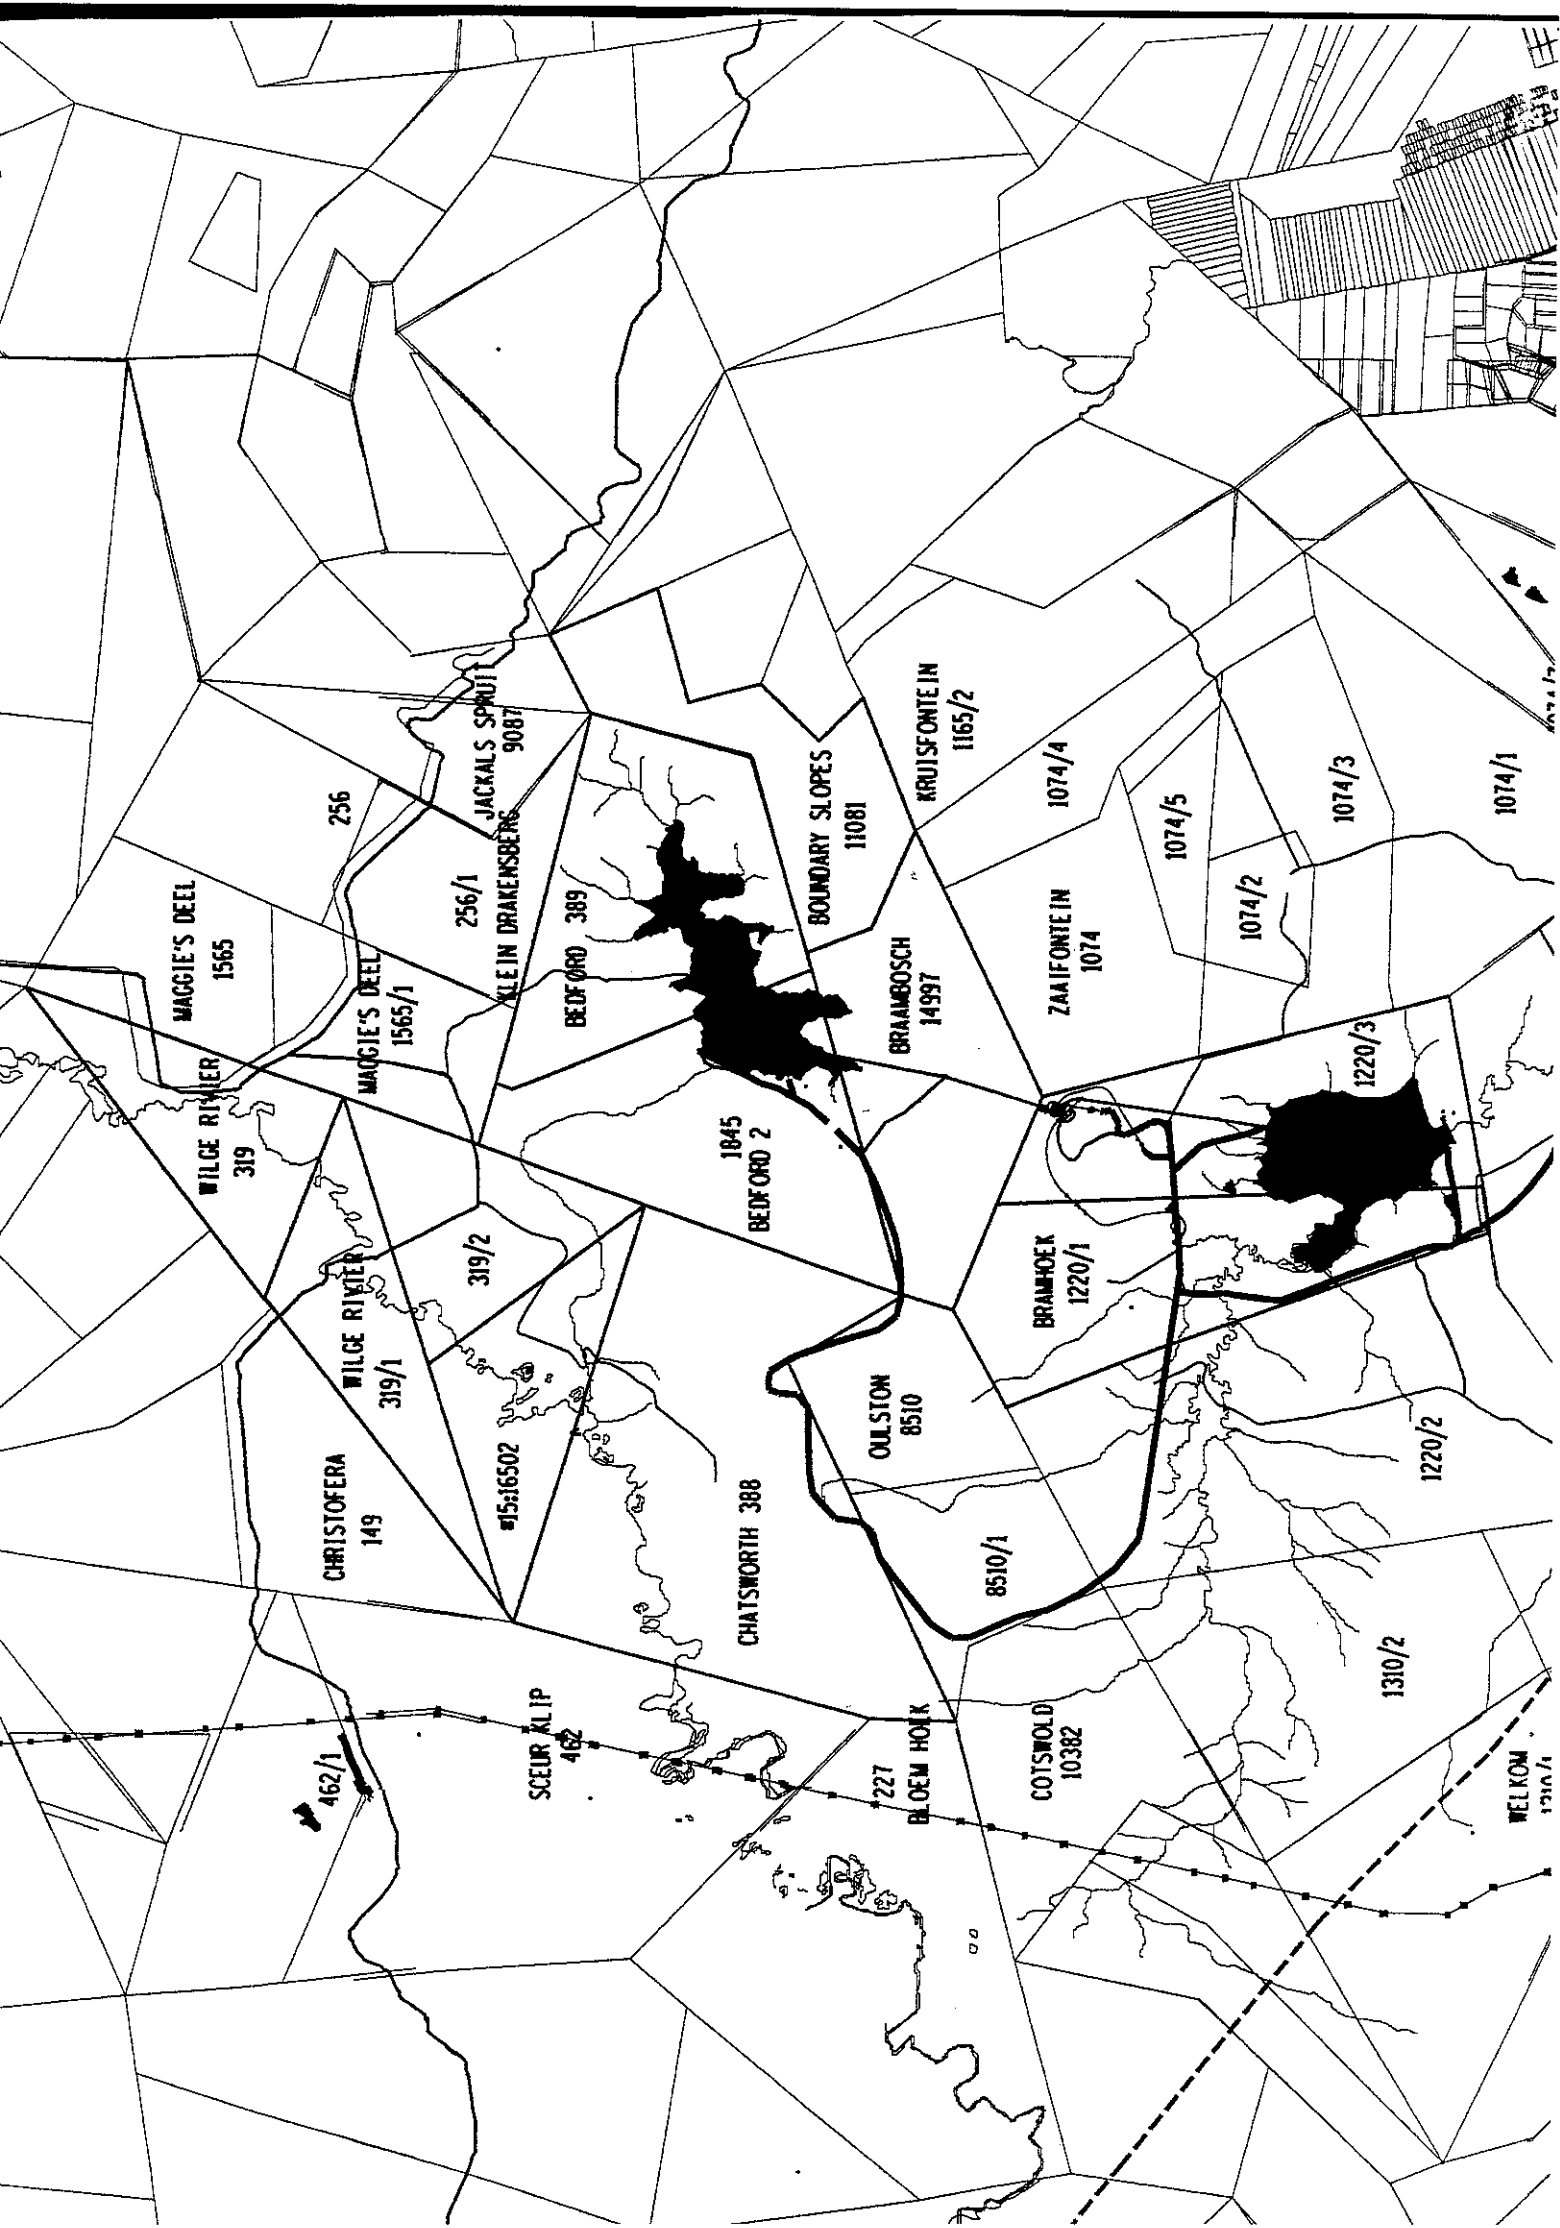 MAGGIE'S DEEL
1565
256
JACKALS SPRUIT
9087
WILGE RIVIER
319
MAGGIE'S DEEL
1565/1
256/1
KLEIN DRAKENSBERG
BEDFORD 389
CHRISTOFERA
149
WILGE RIVIER
319/1
319/2
1845
BEDFORD 2
BOUNDARY SLOPES
11081
KRUISFONTEIN
1165/2
BRAAMBOSCH
14997
1074/4
ZAAIFONTEIN
1074
1074/5
1074/2
1074/3
1074/1
462/1
SCEUR KLIP
462
CHATSWORTH 388
OULSTON
8510
8510/1
BRAMHOEK
1220/1
1220/3
1220/2
227
BLOEM HOEK
COTSWOLD
10382
1310/2
WELKOM